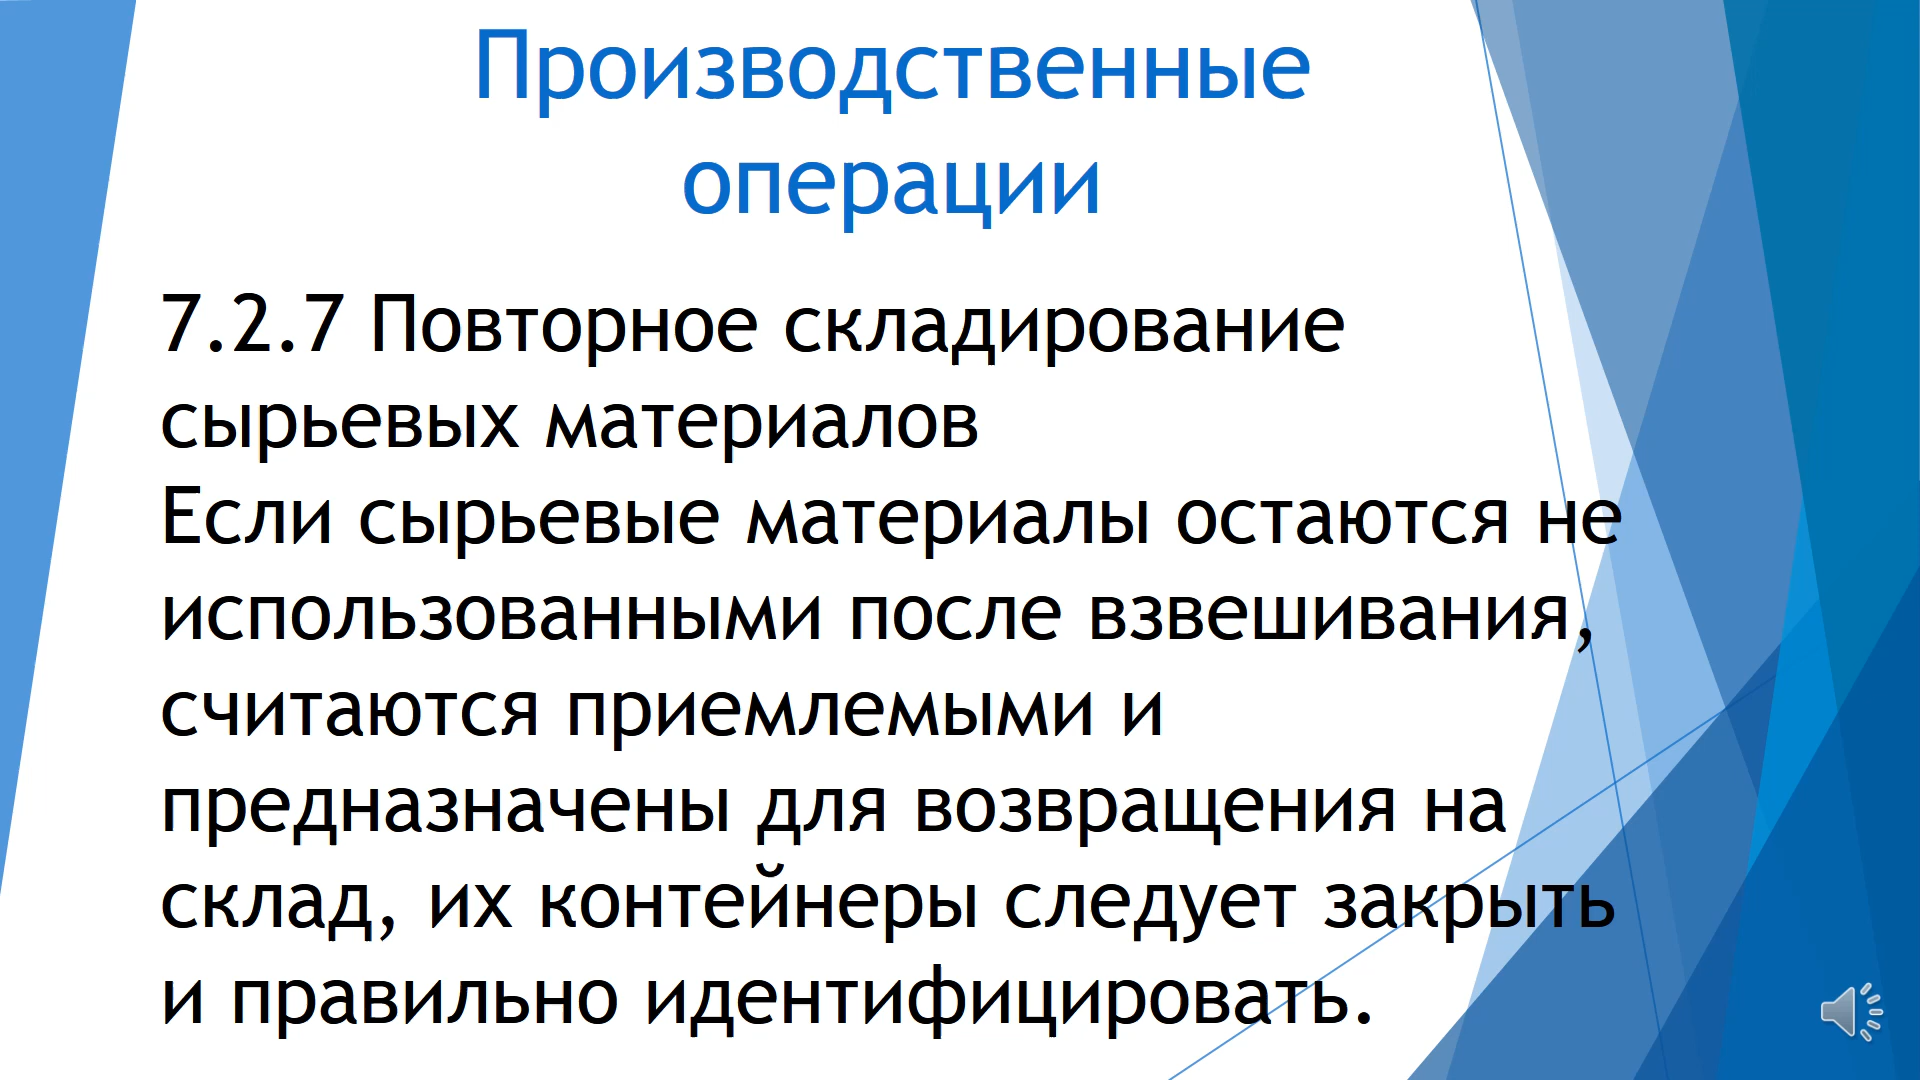 Производственные
операции
7.2.7 Повторное складирование
сырьевых материалов
Если сырьевые материалы остаются не
использованными после взвешивания,
считаются приемлемыми и
предназначены для возвращения на
склад, их контейнеры следует закрыть
и правильно идентифицировать.